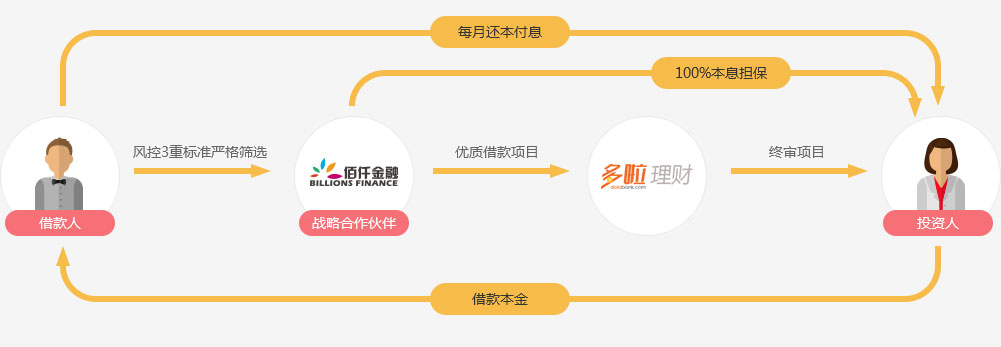 每月还本付息
100%本息担保
风控3重标准严格筛选
优质借款项目
终审项目
佰仟金融
BILLIONS FINANCE
多啦理财
借款人
战略合作伙伴
投资人
借款本金